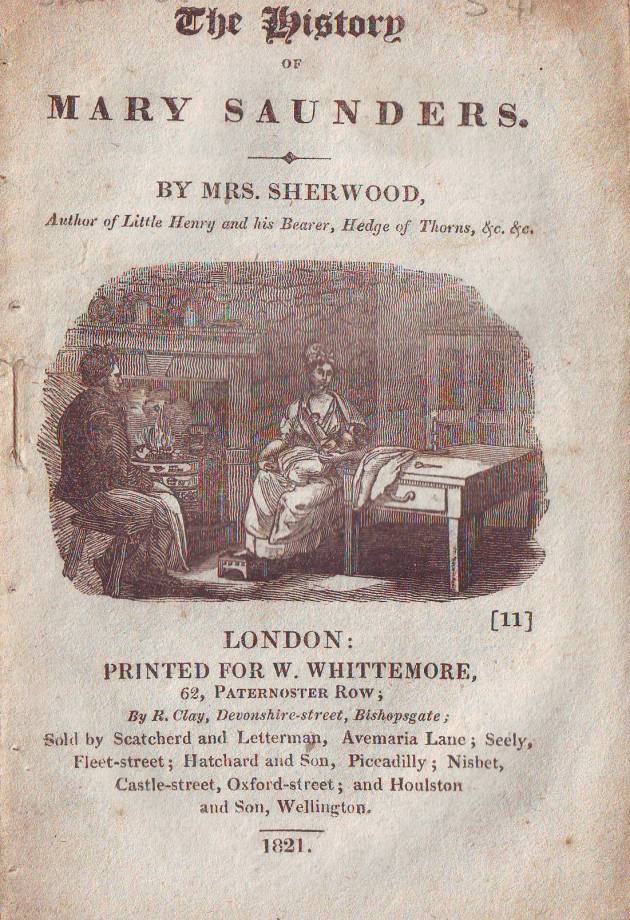 The History
OF
MARY SAUNDERS.
BY MRS. SHERWOOD,
Author of Little Henry and his Bearer, Hedge of Thorns, &c. &c.
[11]
LONDON:
PRINTED FOR W. WHITTEMORE,
62, PATERNOSTER ROW;
By R. Clay, Devonshire-street, Bishopsgate;
Sold by Scatcherd and Letterman, Avemaria Lane; Seely,
Fleet-street; Hatchard and Son, Piccadilly; Nisbet,
Castle-street, Oxford-street; and Houlston
and Son, Wellington.
1821.